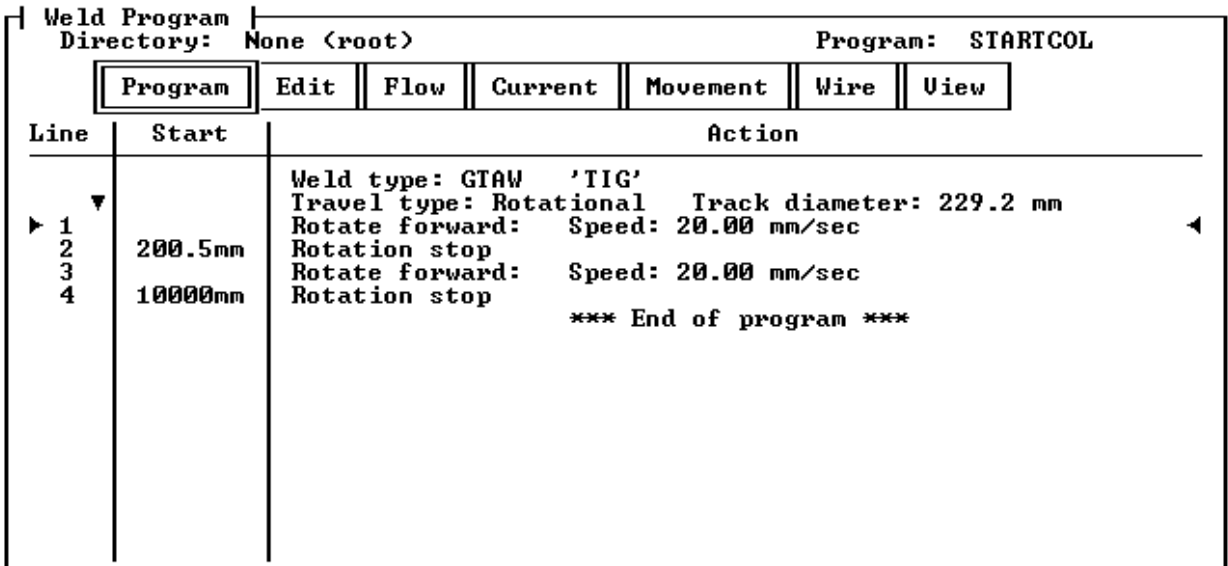 Weld Program
Directory: None (root) Program: STARTCOL
Program Edit Flow Current Movement Wire View
Line Start Action
Weld type: GTAW 'TIG'
Travel type: Rotational Track diameter: 229.2 mm
1 Rotate forward: Speed: 20.00 mm/sec
2 200.5mm Rotation stop
3 Rotate forward: Speed: 20.00 mm/sec
4 10000mm Rotation stop
*** End of program ***